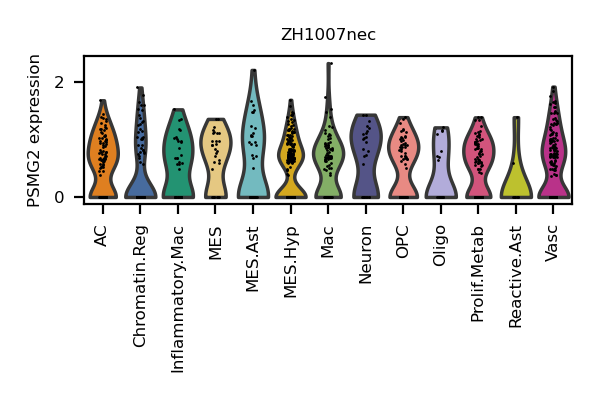 ZH1007nec
PSMG2 expression
2
0
AC
Chromatin.Reg
Inflammatory.Mac
MES
MES.Ast
MES.Hyp
Mac
Neuron
OPC
Oligo
Prolif.Metab
Reactive.Ast
Vasc